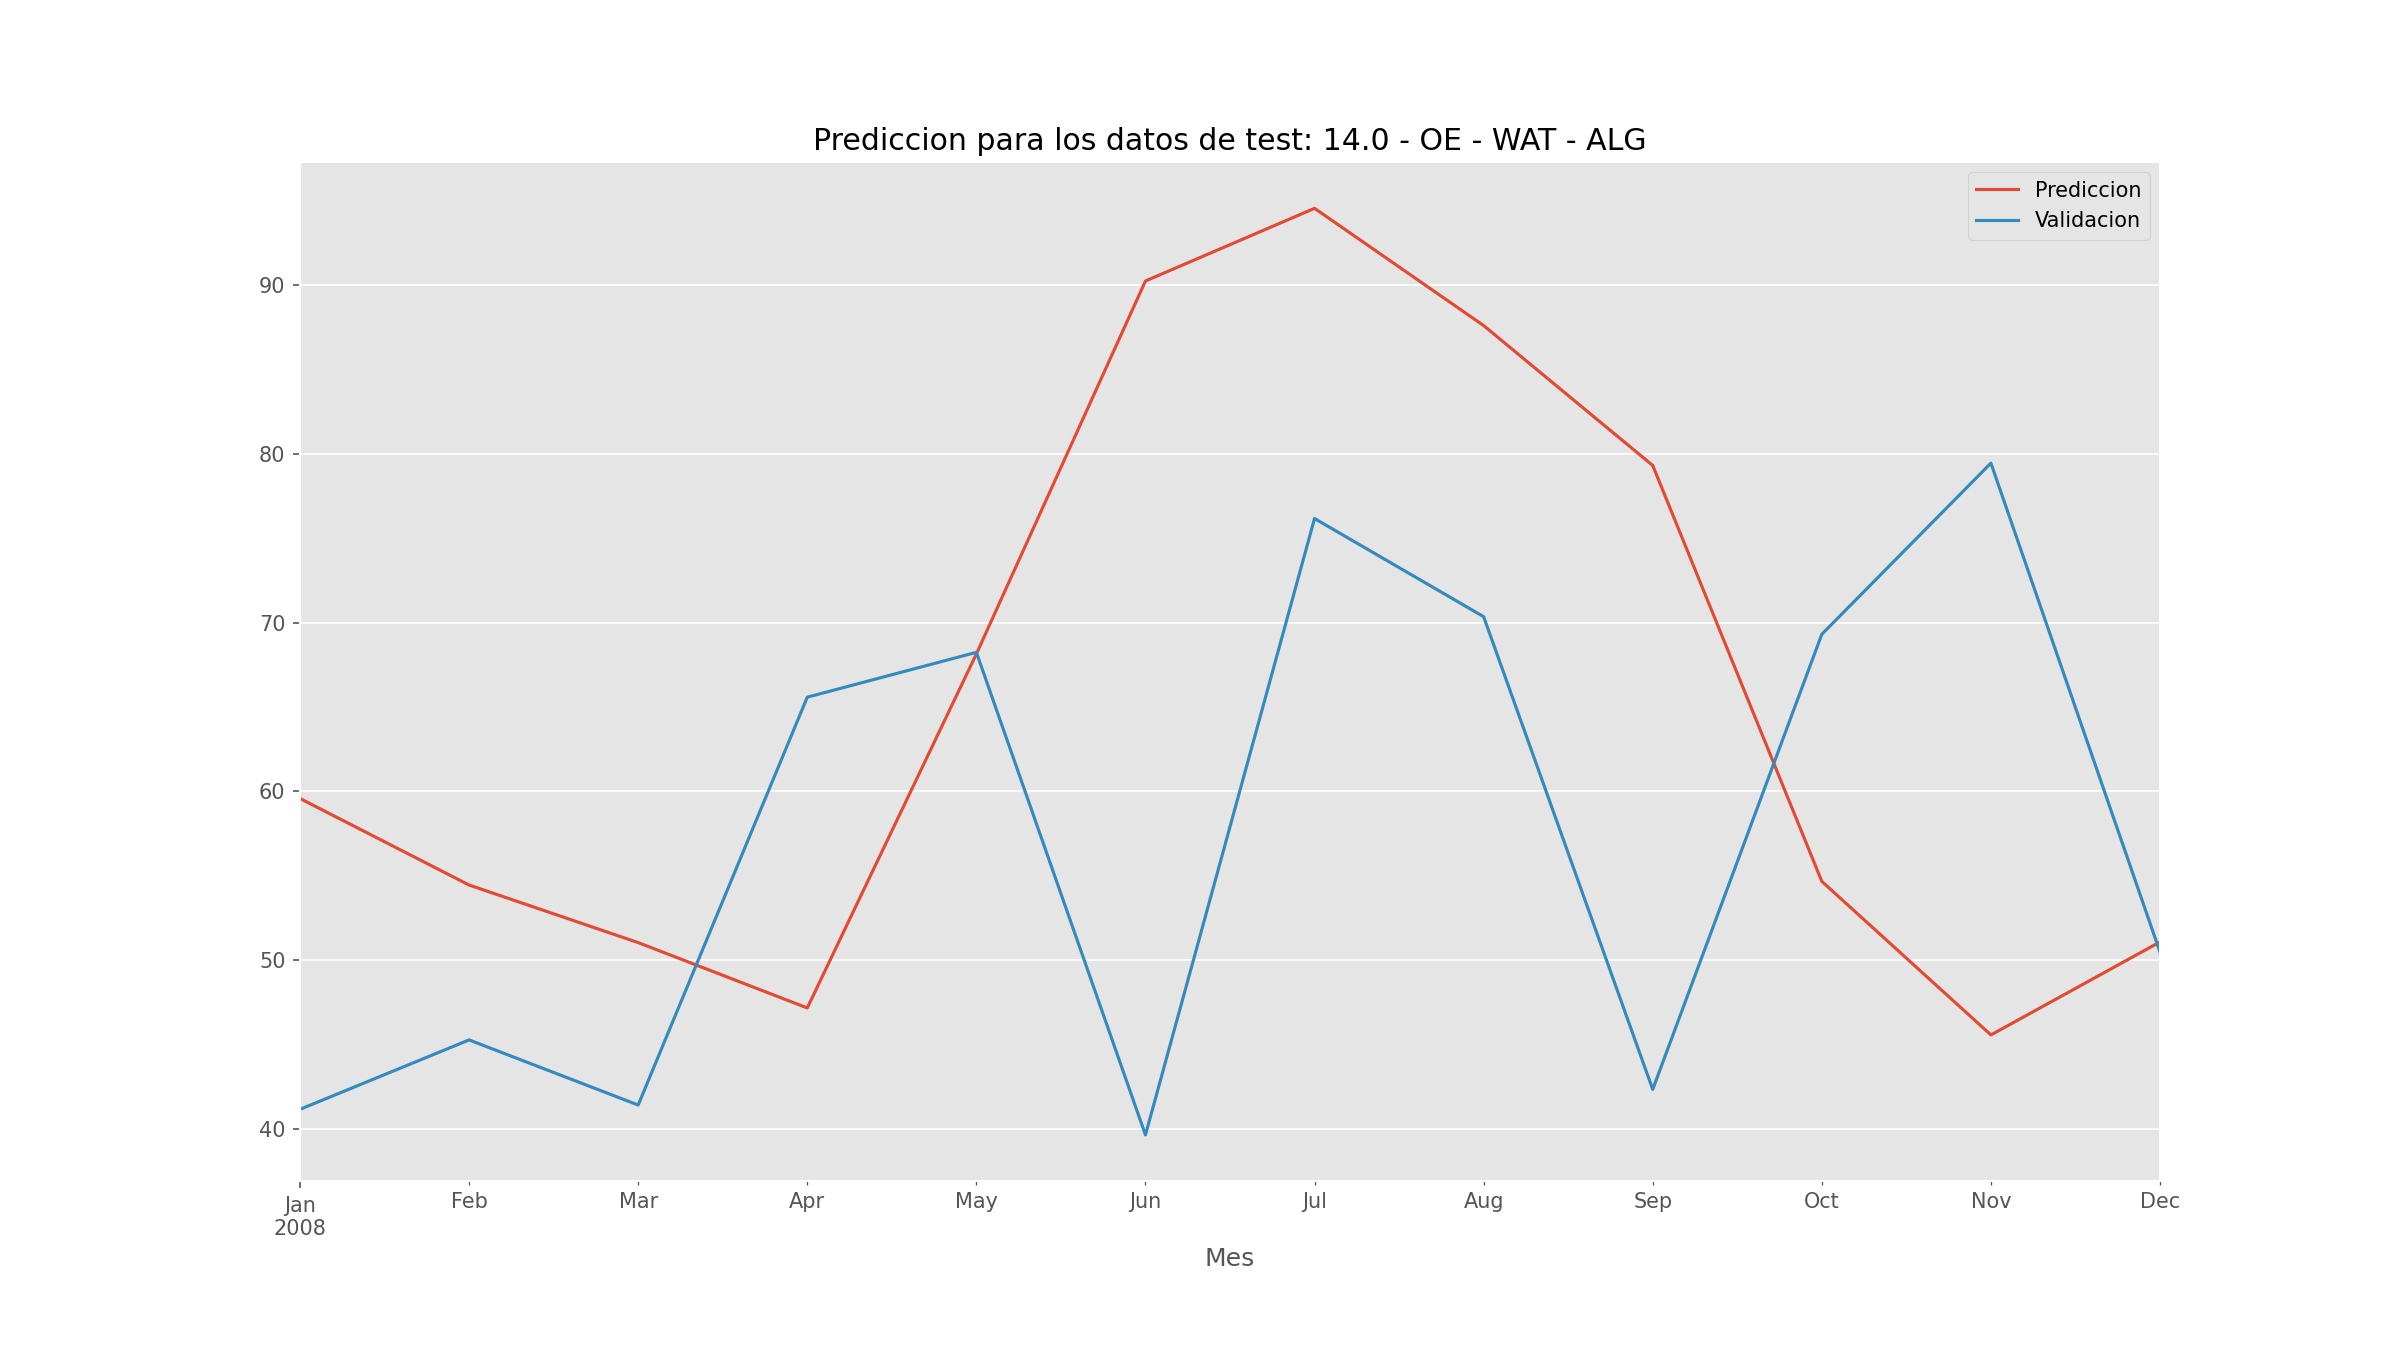 Prediccion para los datos de test: 14.0 - OE - WAT - ALG
Prediccion
Validacion
90
80
70
60
50
40
Jan
2008
Feb
Mar
Apr
May
Jun
Jul
Aug
Sep
Oct
Nov
Dec
Mes